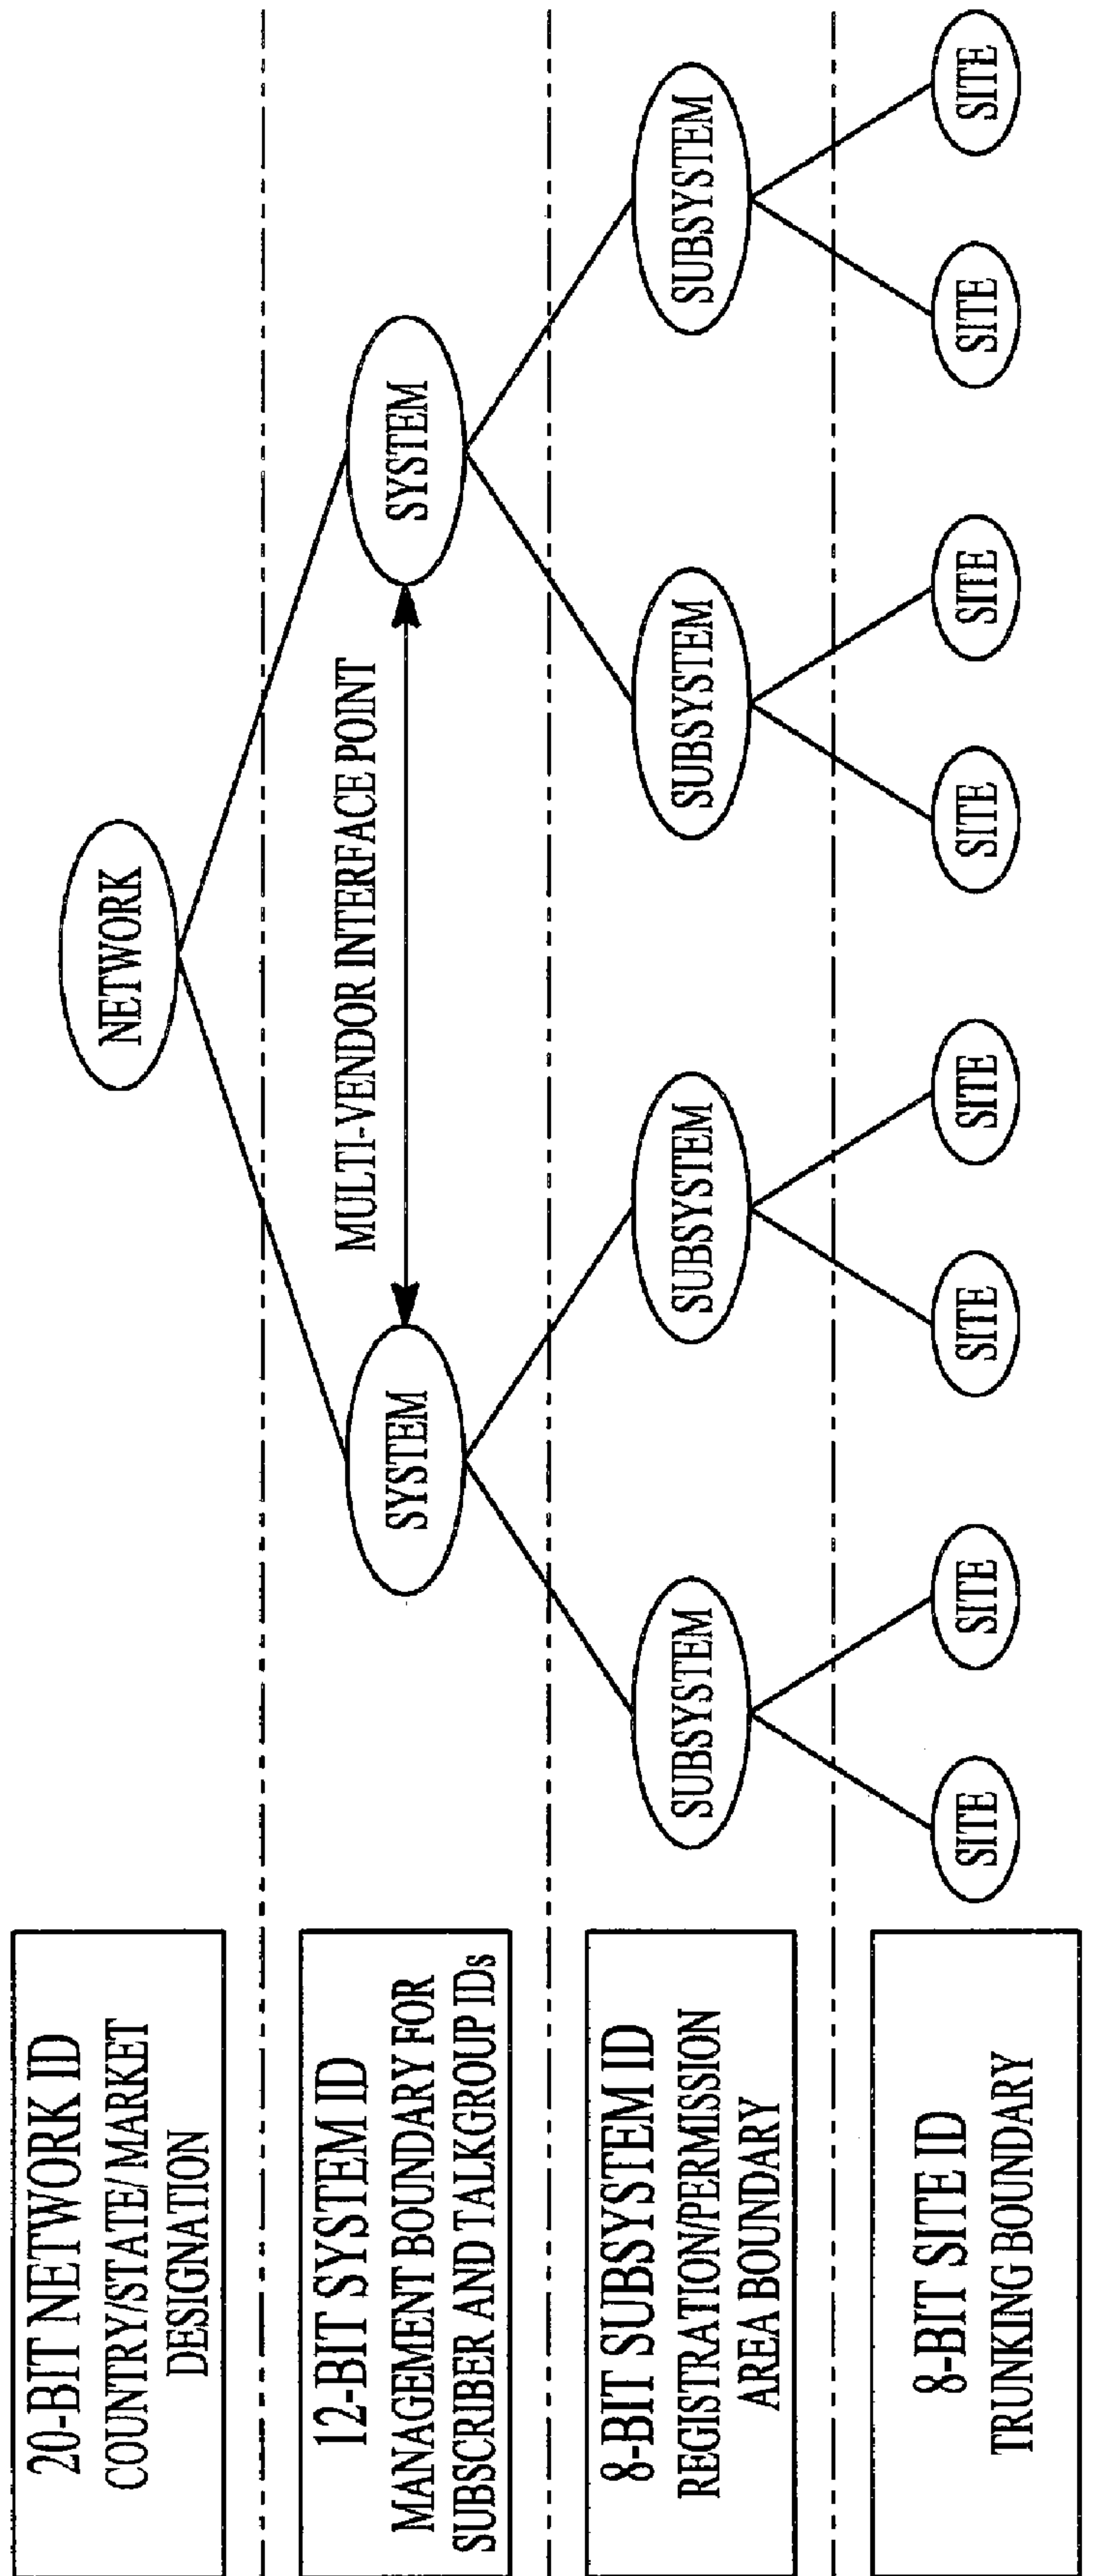 20-BIT NETWORK ID
COUNTRY/STATE/MARKET
DESIGNATION
NETWORK
12-BIT SYSTEM ID
MANAGEMENT BOUNDARY FOR
SUBSCRIBER AND TALKGROUP IDs
SYSTEM
MULTI-VENDOR INTERFACE POINT
SYSTEM
8-BIT SUBSYSTEM ID
REGISTRATION/PERMISSION
AREA BOUNDARY
SUBSYSTEM
SUBSYSTEM
SUBSYSTEM
SUBSYSTEM
8-BIT SITE ID
TRUNKING BOUNDARY
SITE
SITE
SITE
SITE
SITE
SITE
SITE
SITE